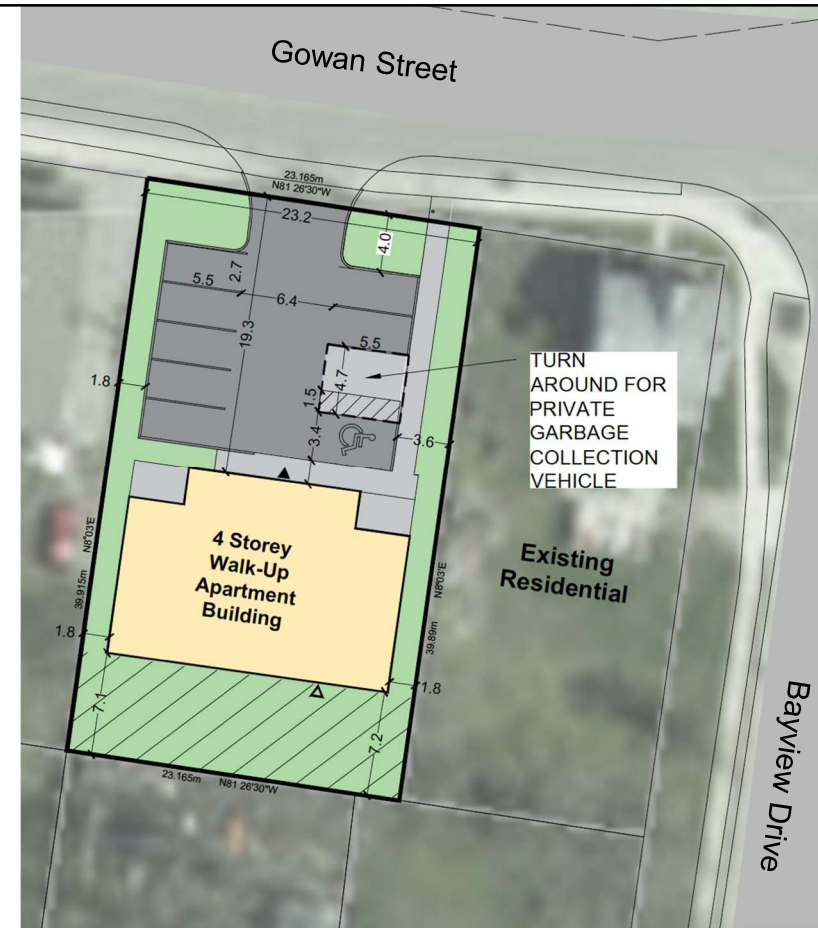 Gowan Street
23.165m
N81 26'30"W
23.2
4.0
2.7
5.5
6.4
19.3
5.5
4.7
1.5
3.4
3.6
1.8
TURN
AROUND FOR
PRIVATE
GARBAGE
COLLECTION
VEHICLE
4 Storey
Walk-Up
Apartment
Building
Existing
Residential
N8°03'E
39.915m
N8°03'E
39.89m
1.8
1.8
7.1
7.2
23.165m
N81 26'30"W
Bayview Drive